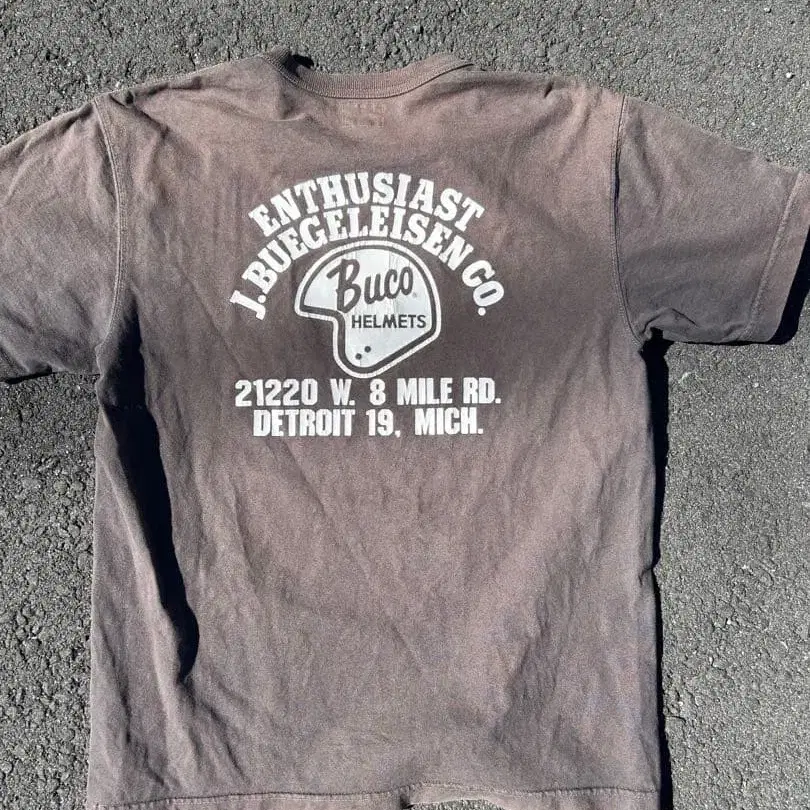 ENTHUSIAST
J.BUEGELEISEN CO.
Buco
HELMETS
21220 W. 8 MILE RD.
DETROIT 19, MICH.